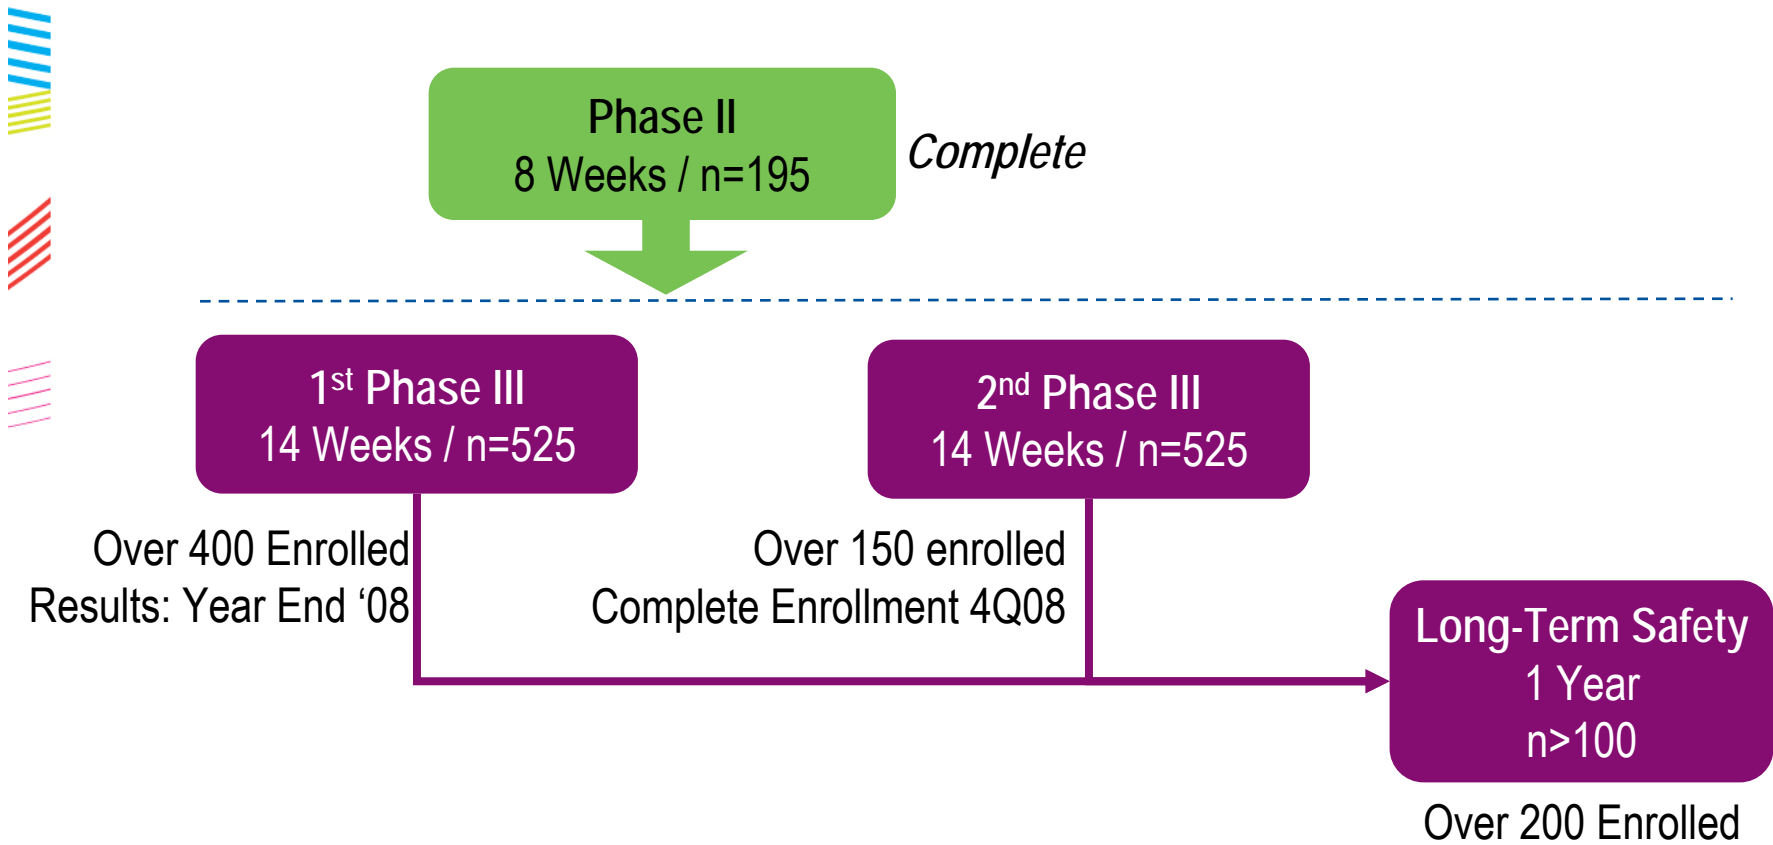 Phase II
8 Weeks / n=195
Complete
1st Phase III
14 Weeks / n=525
2nd Phase III
14 Weeks / n=525
Over 400 Enrolled
Results: Year End ‘08
Over 150 enrolled
Complete Enrollment 4Q08
Long-Term Safety
1 Year
n>100
Over 200 Enrolled